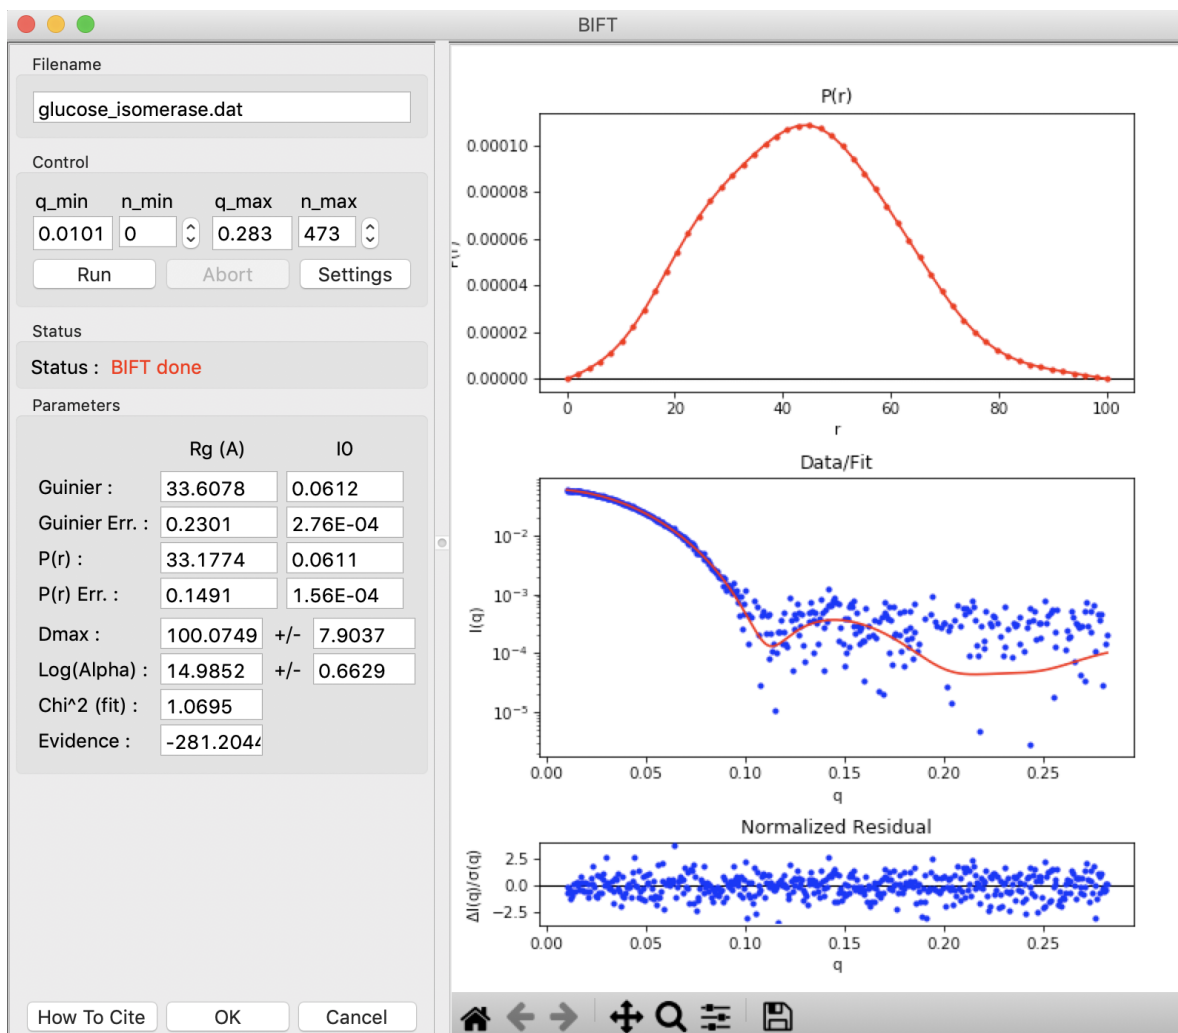 BIFT
Filename
glucose_isomerase.dat
Control
q_min n_min q_max n_max
0.0101 0 0.283 473
Run Abort Settings
Status
Status : BIFT done
Parameters
Rg (A) I0
Guinier : 33.6078 0.0612
Guinier Err. : 0.2301 2.76E-04
P(r) : 33.1774 0.0611
P(r) Err. : 0.1491 1.56E-04
Dmax : 100.0749 +/- 7.9037
Log(Alpha) : 14.9852 +/- 0.6629
Chi^2 (fit) : 1.0695
Evidence : -281.2044
How To Cite OK Cancel
P(r)
P(r)
0.00010
0.00008
0.00006
0.00004
0.00002
0.00000
0 20 40 60 80 100
r
Data/Fit
I(q)
10⁻²
10⁻³
10⁻⁴
10⁻⁵
0.00 0.05 0.10 0.15 0.20 0.25
q
Normalized Residual
ΔI(q)/σ(q)
2.5
0.0
−2.5
0.00 0.05 0.10 0.15 0.20 0.25
q